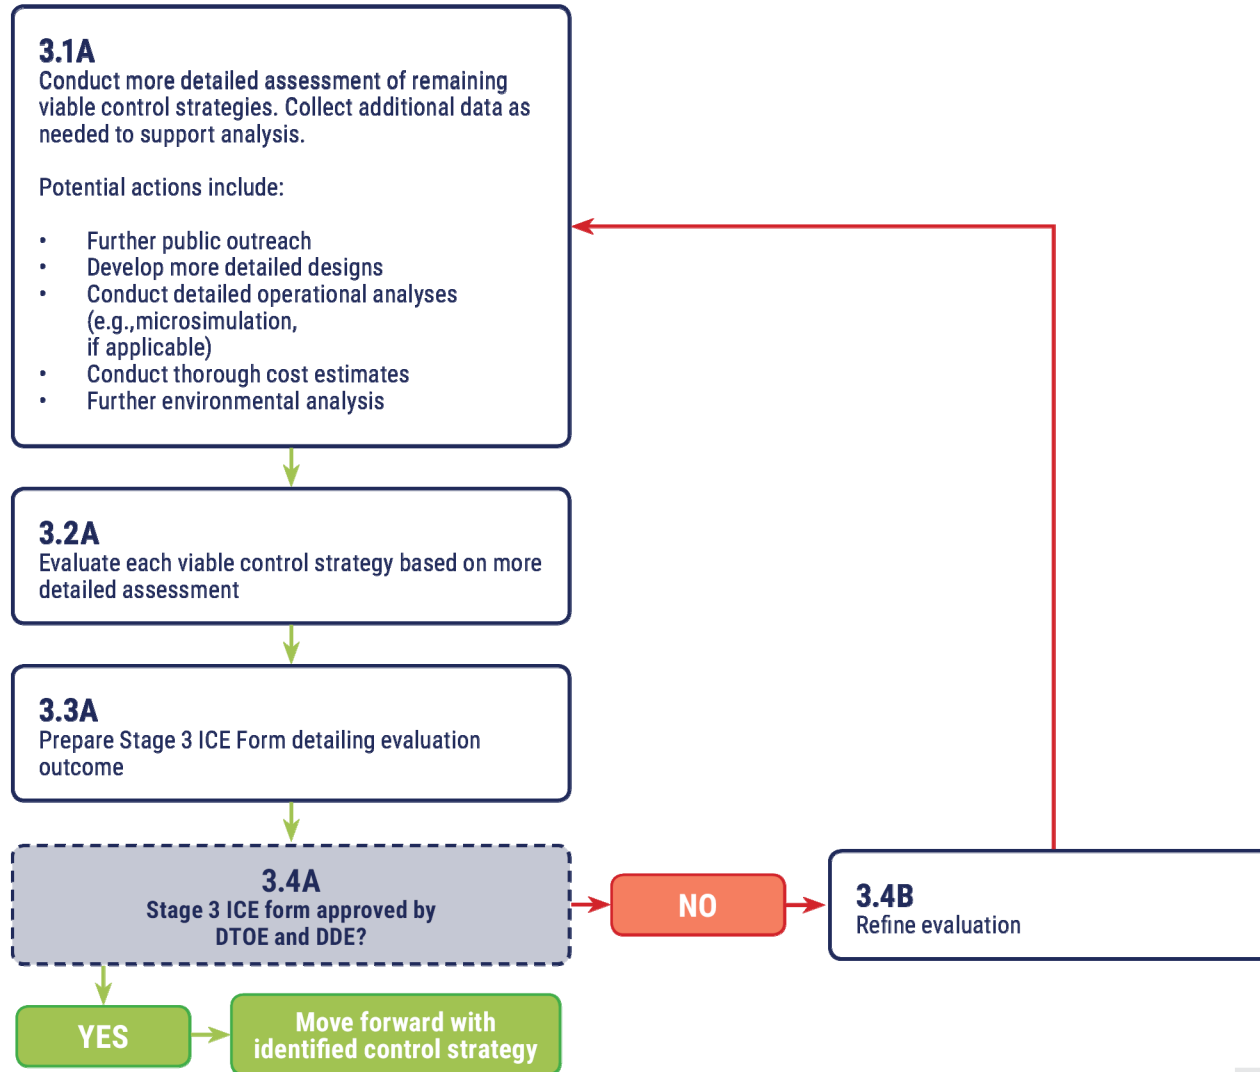 3.1A
Conduct more detailed assessment of remaining
viable control strategies. Collect additional data as
needed to support analysis.
Potential actions include:
• Further public outreach
• Develop more detailed designs
• Conduct detailed operational analyses
(e.g.,microsimulation,
if applicable)
• Conduct thorough cost estimates
• Further environmental analysis
3.2A
Evaluate each viable control strategy based on more
detailed assessment
3.3A
Prepare Stage 3 ICE Form detailing evaluation
outcome
3.4A
Stage 3 ICE form approved by
DTOE and DDE?
NO
3.4B
Refine evaluation
YES
Move forward with
identified control strategy